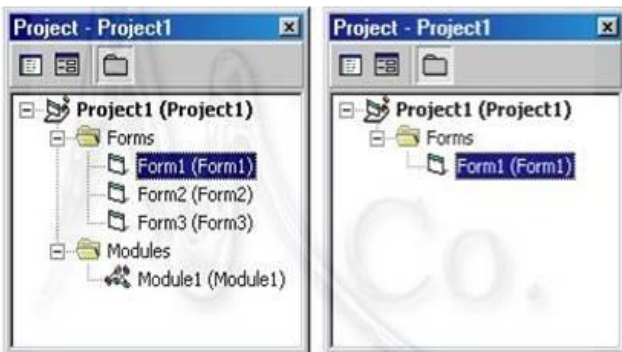 Project - Project1
Project1 (Project1)
Forms
Form1 (Form1)
Form2 (Form2)
Form3 (Form3)
Modules
Module1 (Module1)
Project - Project1
Project1 (Project1)
Forms
Form1 (Form1)
Co.